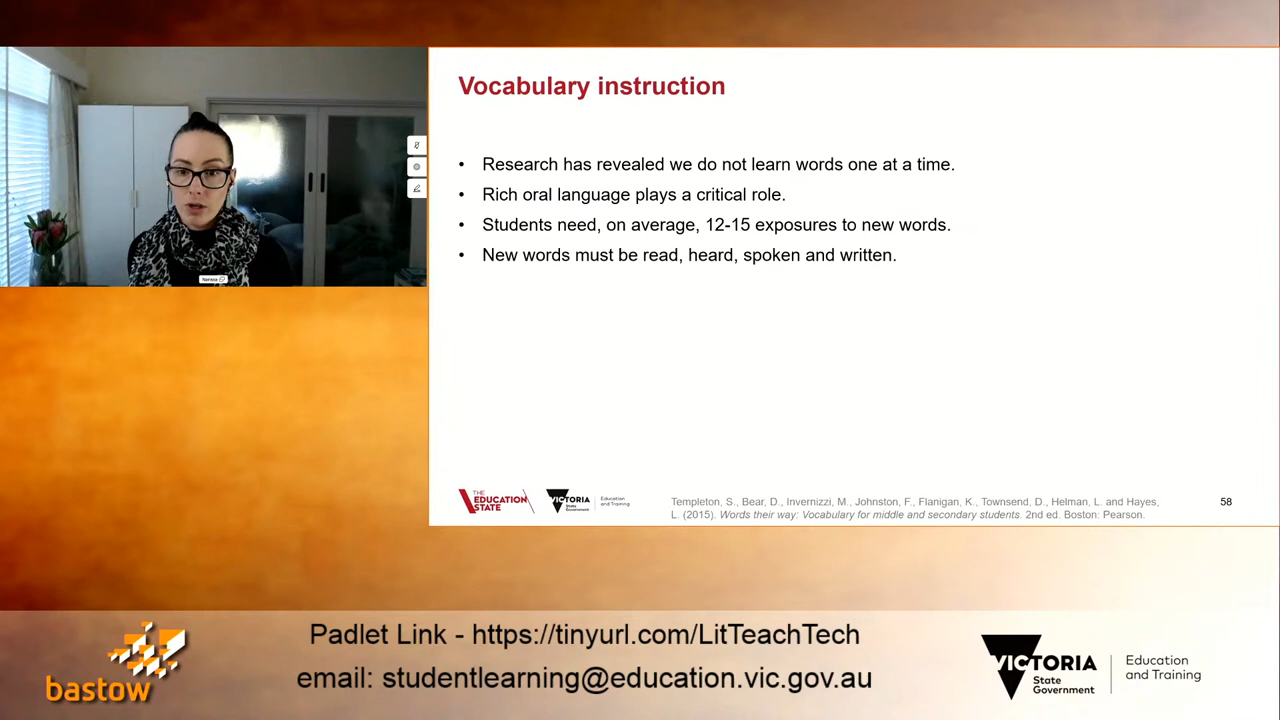 Vocabulary instruction
• Research has revealed we do not learn words one at a time.
• Rich oral language plays a critical role.
• Students need, on average, 12-15 exposures to new words.
• New words must be read, heard, spoken and written.
Nerissa
THE
EDUCATION
STATE
VICTORIA
State
Government
Education
and Training
Templeton, S., Bear, D., Invernizzi, M., Johnston, F., Flanigan, K., Townsend, D., Helman, L. and Hayes,
L. (2015). Words their way: Vocabulary for middle and secondary students. 2nd ed. Boston: Pearson.
58
bastow
Padlet Link - https://tinyurl.com/LitTeachTech
email: studentlearning@education.vic.gov.au
VICTORIA
State
Government
Education
and Training